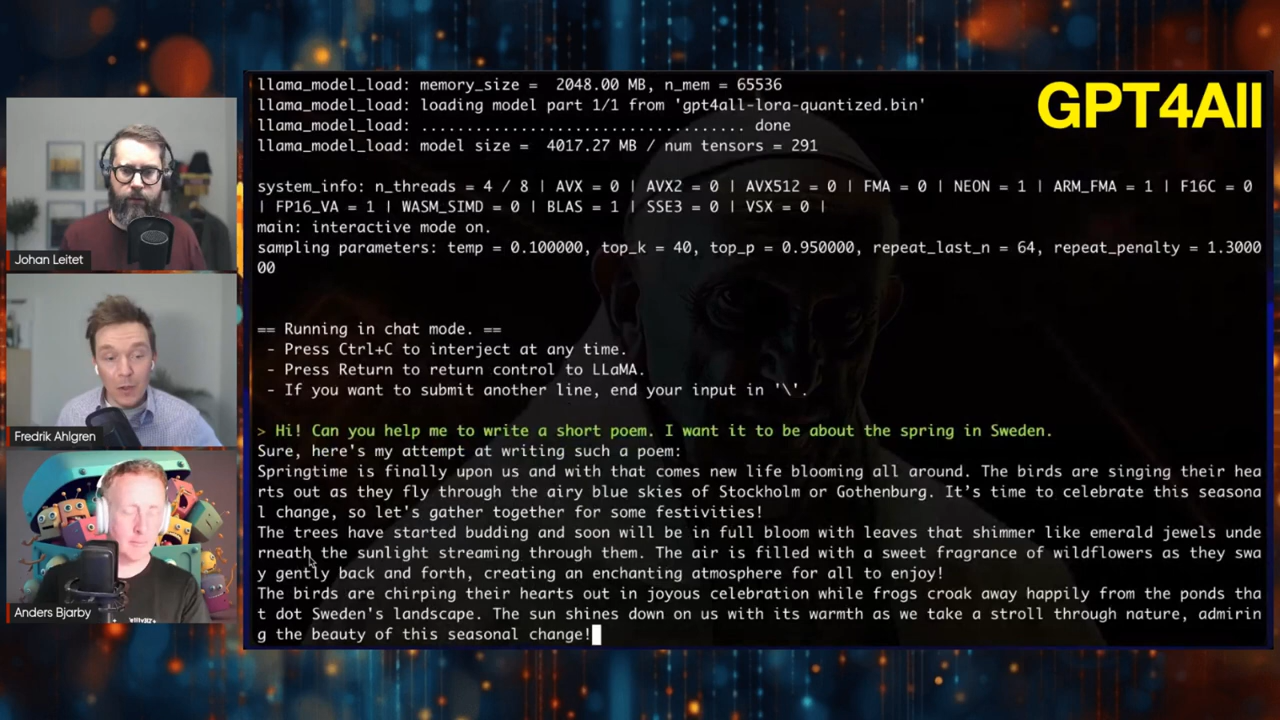 GPT4All
llama_model_load: memory_size =  2048.00 MB, n_mem = 65536
llama_model_load: loading model part 1/1 from 'gpt4all-lora-quantized.bin'
llama_model_load: .................................... done
llama_model_load: model size =  4017.27 MB / num tensors = 291
system_info: n_threads = 4 / 8 | AVX = 0 | AVX2 = 0 | AVX512 = 0 | FMA = 0 | NEON = 1 | ARM_FMA = 1 | F16C = 0
| FP16_VA = 1 | WASM_SIMD = 0 | BLAS = 1 | SSE3 = 0 | VSX = 0 |
main: interactive mode on.
sampling parameters: temp = 0.100000, top_k = 40, top_p = 0.950000, repeat_last_n = 64, repeat_penalty = 1.3000
00
== Running in chat mode. ==
- Press Ctrl+C to interject at any time.
- Press Return to return control to LLaMA.
- If you want to submit another line, end your input in '\'.
> Hi! Can you help me to write a short poem. I want it to be about the spring in Sweden.
Sure, here's my attempt at writing such a poem:
Springtime is finally upon us and with that comes new life blooming all around. The birds are singing their hea
rts out as they fly through the airy blue skies of Stockholm or Gothenburg. It’s time to celebrate this seasona
l change, so let's gather together for some festivities!
The trees have started budding and soon will be in full bloom with leaves that shimmer like emerald jewels unde
rneath the sunlight streaming through them. The air is filled with a sweet fragrance of wildflowers as they swa
y gently back and forth, creating an enchanting atmosphere for all to enjoy!
The birds are chirping their hearts out in joyous celebration while frogs croak away happily from the ponds tha
t dot Sweden's landscape. The sun shines down on us with its warmth as we take a stroll through nature, admirin
g the beauty of this seasonal change!
Johan Leitet
Fredrik Ahlgren
Anders Bjarby